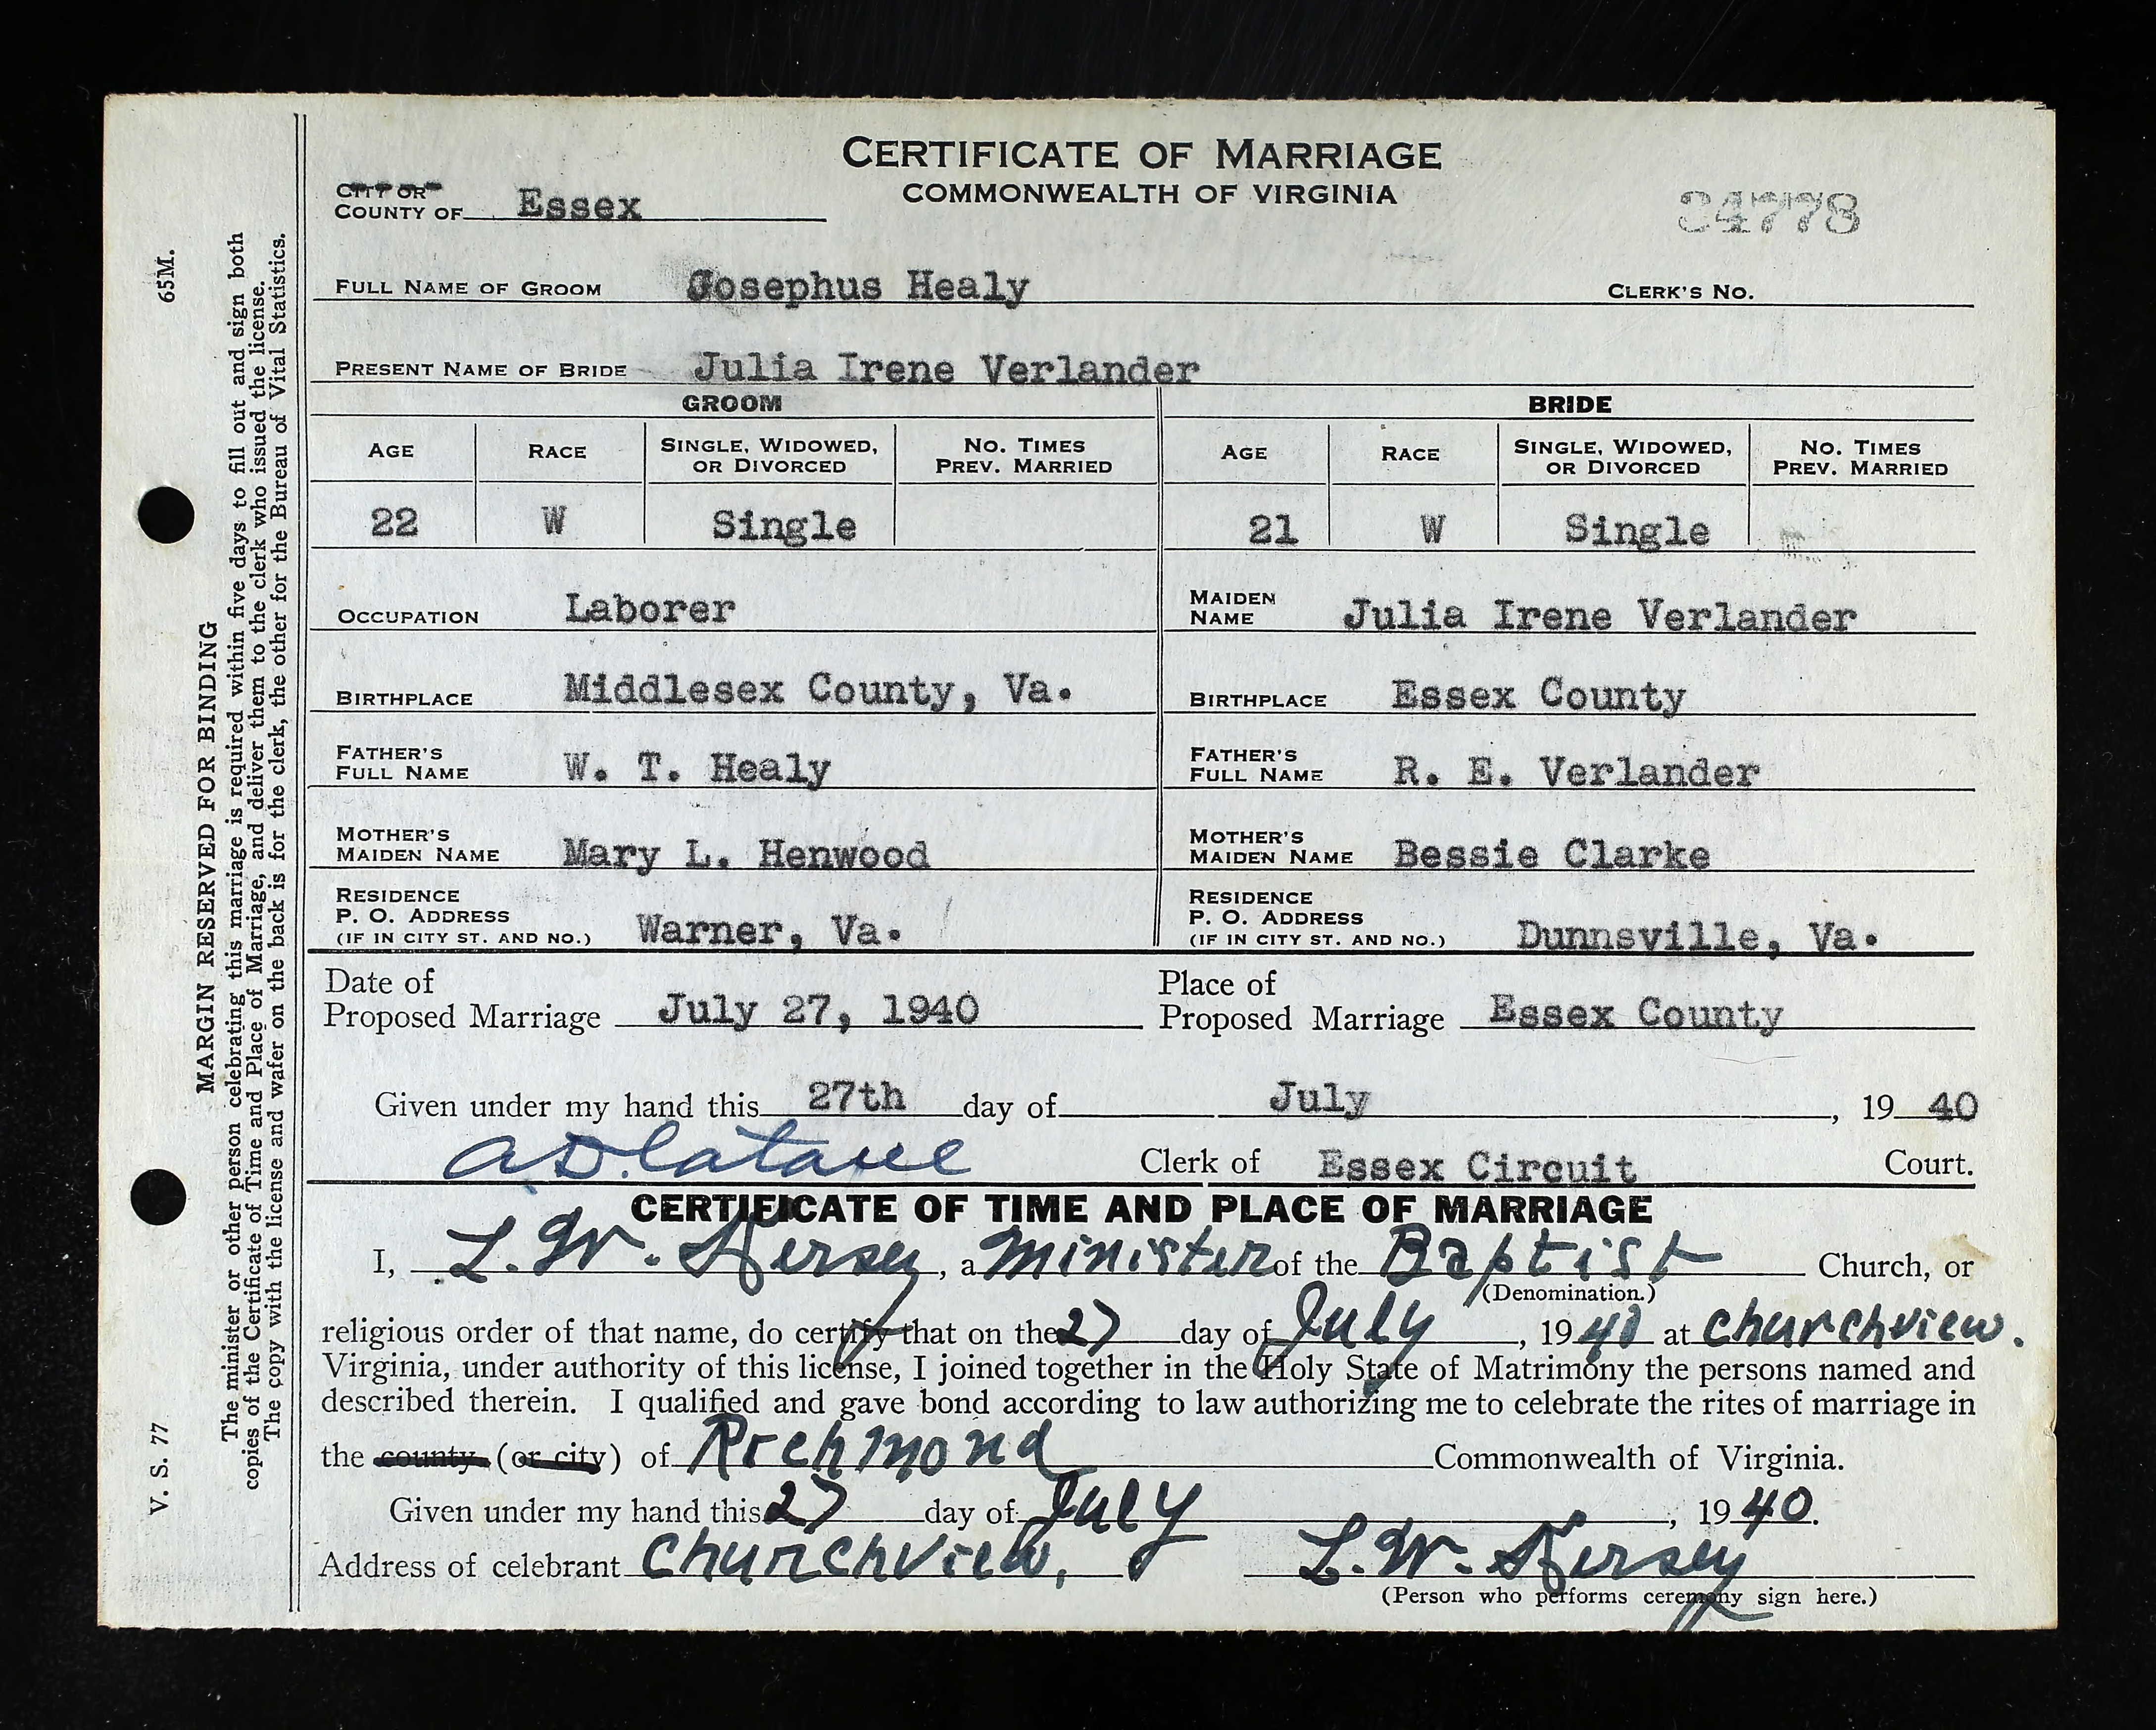 CERTIFICATE OF MARRIAGE
COMMONWEALTH OF VIRGINIA
CITY OR
COUNTY OF Essex
34778
FULL NAME OF GROOM Josephus Healy CLERK'S NO.
PRESENT NAME OF BRIDE Julia Irene Verlander
GROOM BRIDE
AGE RACE SINGLE, WIDOWED, OR DIVORCED NO. TIMES PREV. MARRIED AGE RACE SINGLE, WIDOWED, OR DIVORCED NO. TIMES PREV. MARRIED
22 W Single 21 W Single
OCCUPATION Laborer MAIDEN NAME Julia Irene Verlander
BIRTHPLACE Middlesex County, Va. BIRTHPLACE Essex County
FATHER'S FULL NAME W. T. Healy FATHER'S FULL NAME R. E. Verlander
MOTHER'S MAIDEN NAME Mary L. Henwood MOTHER'S MAIDEN NAME Bessie Clarke
RESIDENCE P. O. ADDRESS (IF IN CITY ST. AND NO.) Warner, Va. RESIDENCE P. O. ADDRESS (IF IN CITY ST. AND NO.) Dunnsville, Va.
Date of Proposed Marriage July 27, 1940 Place of Proposed Marriage Essex County
Given under my hand this 27th day of July, 19 40
A.D. Latane Clerk of Essex Circuit Court.
CERTIFICATE OF TIME AND PLACE OF MARRIAGE
I, L. W. Kersey, a Minister of the Baptist Church, or
(Denomination.)
religious order of that name, do certify that on the 27 day of July, 19 40 at Churchview.
Virginia, under authority of this license, I joined together in the Holy State of Matrimony the persons named and
described therein. I qualified and gave bond according to law authorizing me to celebrate the rites of marriage in
the county (or city) of Richmond Commonwealth of Virginia.
Given under my hand this 27 day of July, 19 40.
Address of celebrant Churchview, L. W. Kersey
(Person who performs ceremony sign here.)
65M.
MARGIN RESERVED FOR BINDING
The minister or other person celebrating this marriage is required within five days to fill out and sign both
copies of the Certificate of Time and Place of Marriage, and deliver them to the clerk who issued the license.
The copy with the license and wafer on the back is for the clerk, the other for the Bureau of Vital Statistics.
V. S. 77